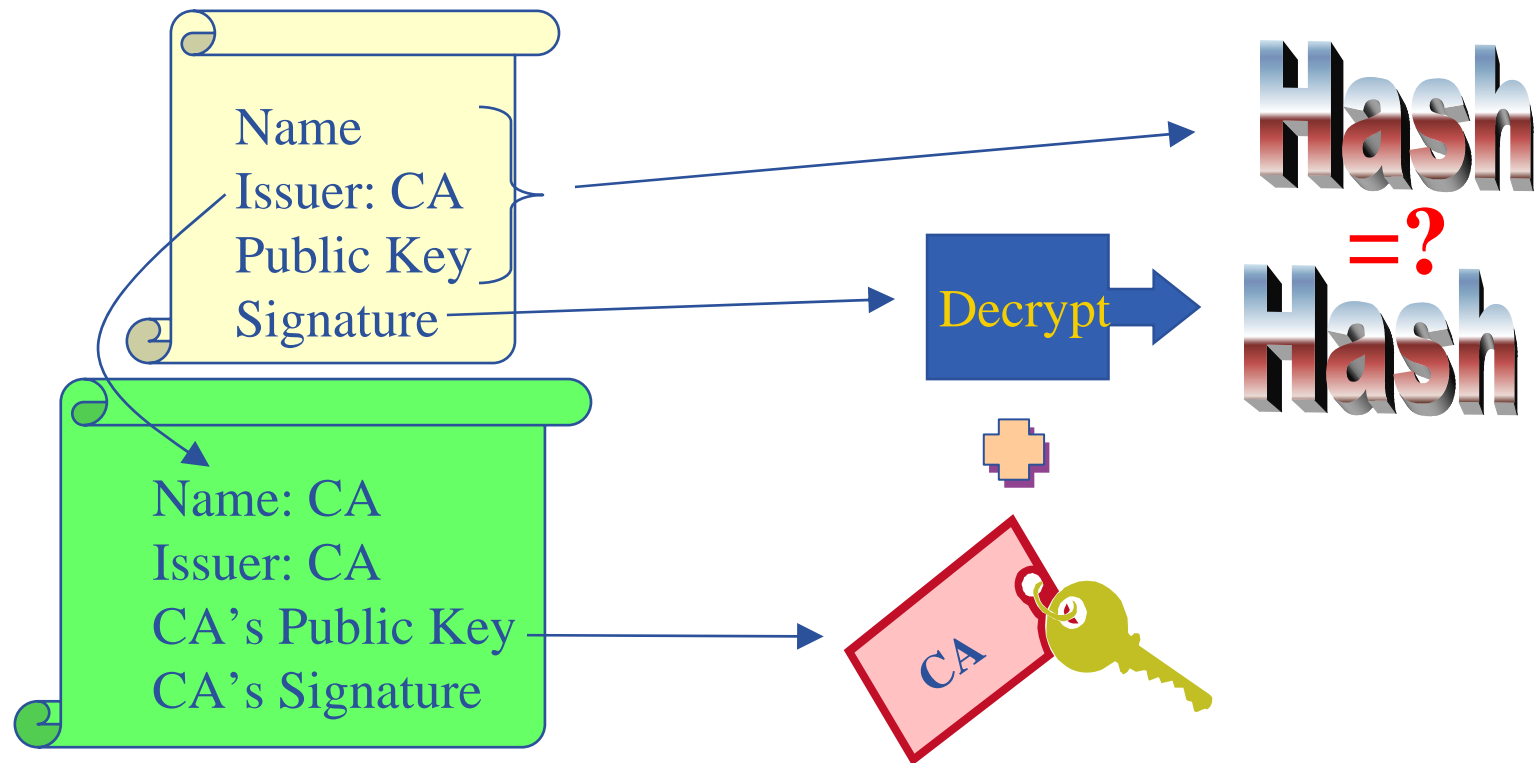 Name
Issuer: CA
Public Key
Signature
Hash
=?
Decrypt
Hash
Name: CA
Issuer: CA
CA’s Public Key
CA’s Signature
CA